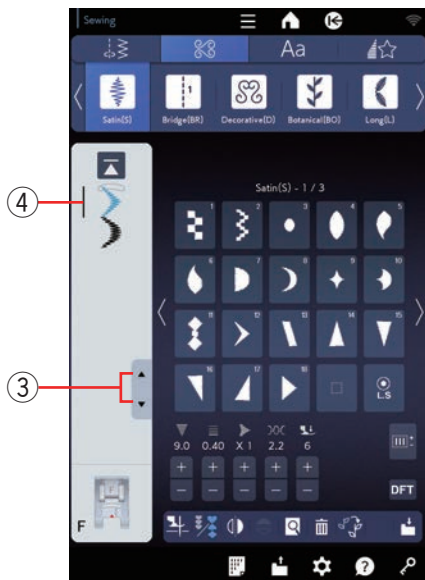 Sewing
Aa
Satin(S) Bridge(BR) Decorative(D) Botanical(BO) Long(L)
④
Satin(S) - 1 / 3
1 2 3 4 5
6 7 8 9 10
11 12 13 14 15
16 17 18
L.S
③
9.0 0.40 X 1 2.2 6
+ + + + +
− − − − −
DFT
F
?